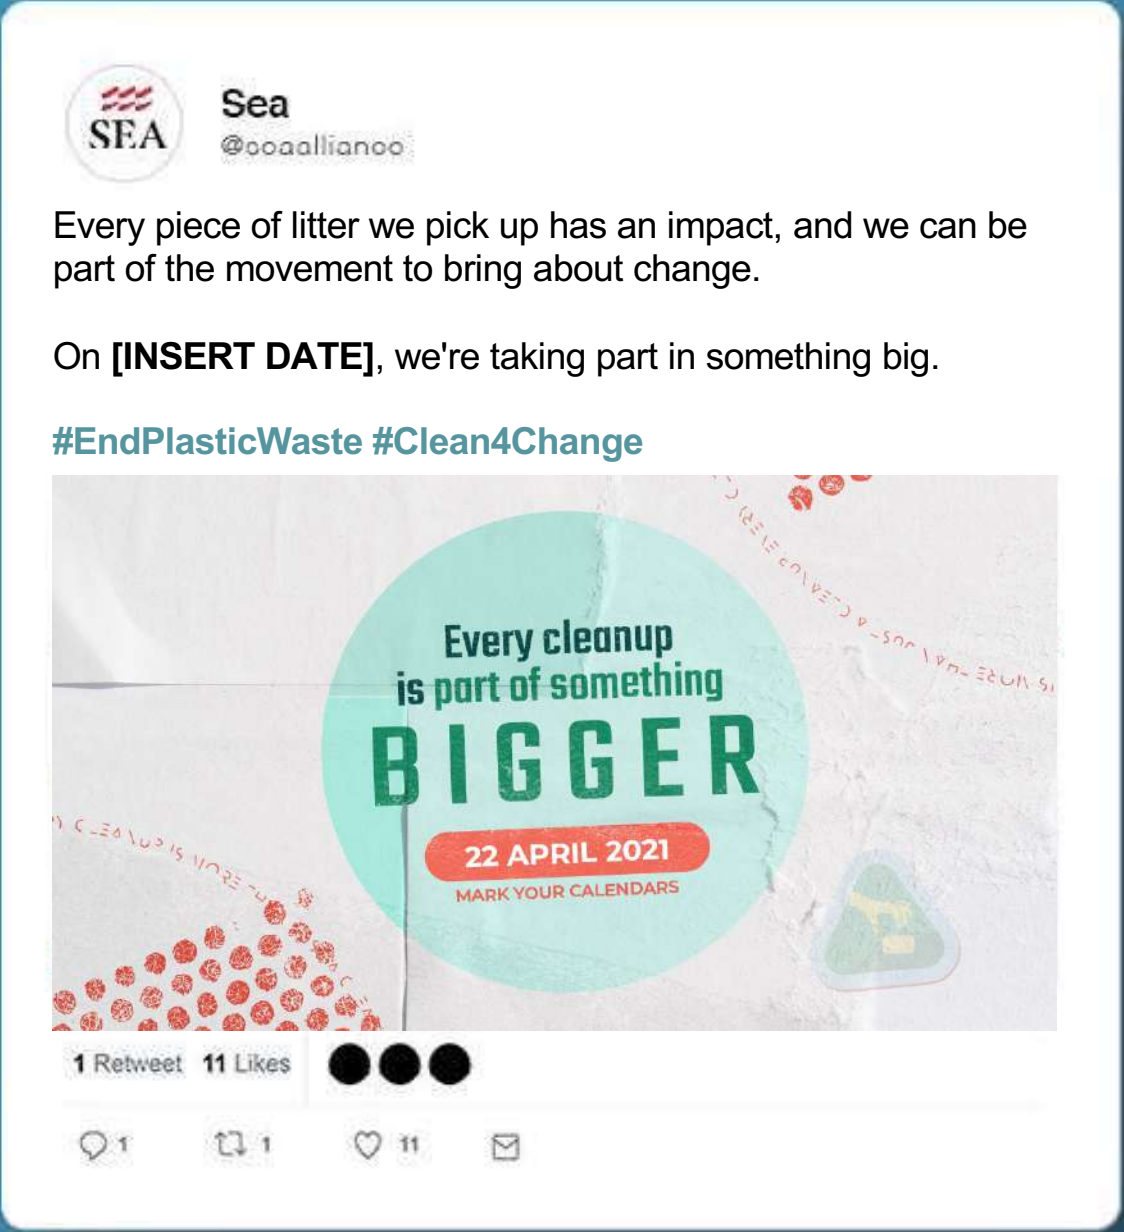 SEA
Sea
Every piece of litter we pick up has an impact, and we can be
part of the movement to bring about change.
On [INSERT DATE], we're taking part in something big.
#EndPlasticWaste #Clean4Change
Every cleanup
is part of something
BIGGER
22 APRIL 2021
MARK YOUR CALENDARS
1 Retweet 11 Likes
1 1 11